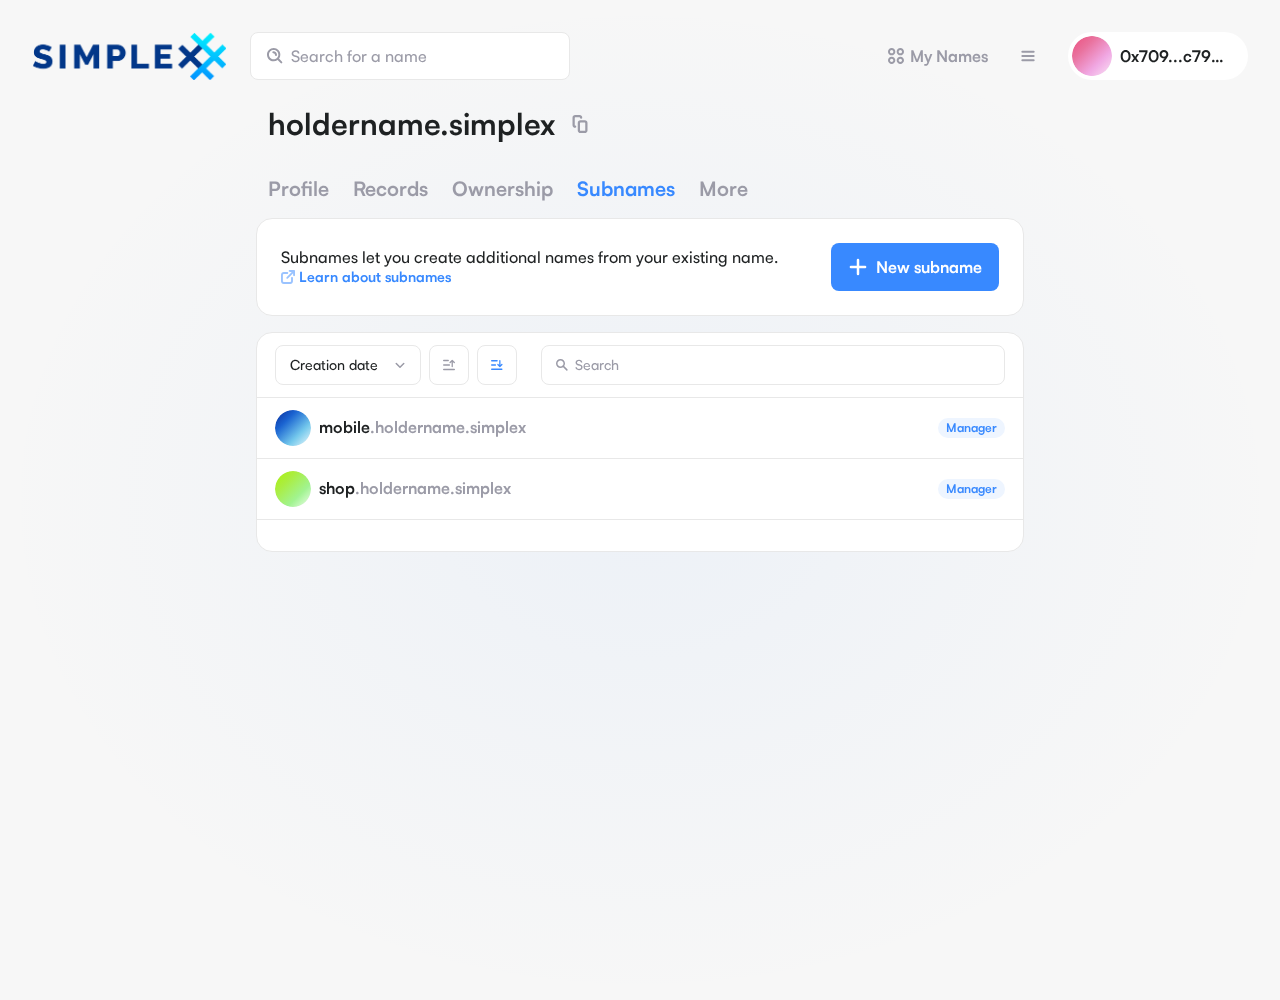 SIMPLEX
Search for a name
My Names
0x709...c79...
holdername.simplex
Profile Records Ownership Subnames More
Subnames let you create additional names from your existing name.
Learn about subnames
New subname
Creation date
Search
mobile.holdername.simplex
Manager
shop.holdername.simplex
Manager